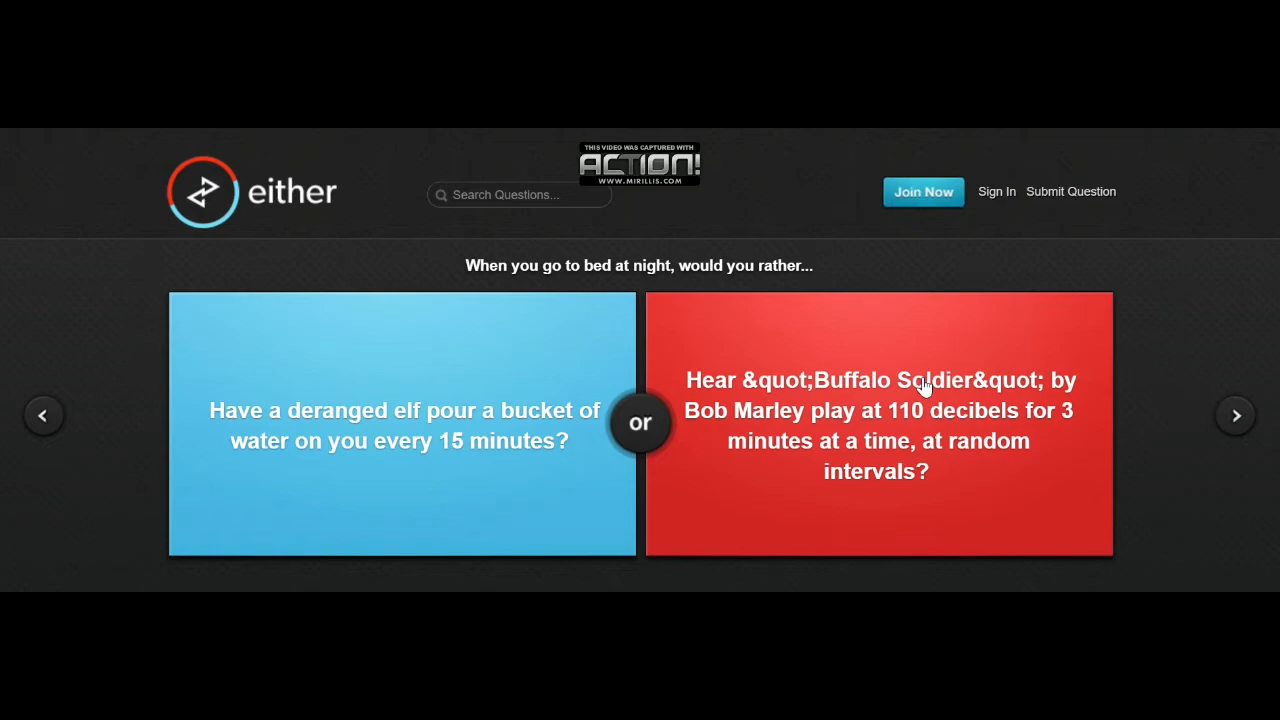 THIS VIDEO WAS CAPTURED WITH
ACTION!
WWW.MIRILLIS.COM
either
Search Questions...
Join Now
Sign In
Submit Question
When you go to bed at night, would you rather...
Have a deranged elf pour a bucket of
water on you every 15 minutes?
or
Hear &quot;Buffalo Soldier&quot; by
Bob Marley play at 110 decibels for 3
minutes at a time, at random
intervals?